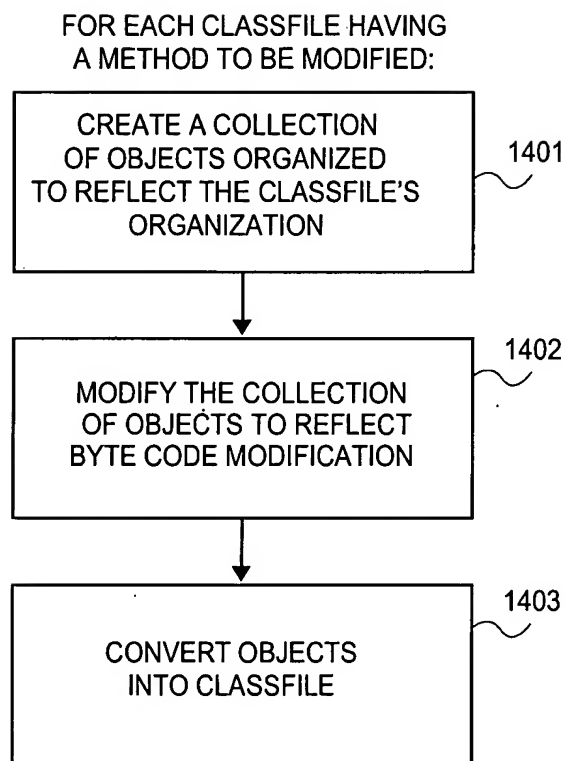 FOR EACH CLASSFILE HAVING
A METHOD TO BE MODIFIED:
CREATE A COLLECTION
OF OBJECTS ORGANIZED
TO REFLECT THE CLASSFILE'S
ORGANIZATION
1401
MODIFY THE COLLECTION
OF OBJECTS TO REFLECT
BYTE CODE MODIFICATION
1402
CONVERT OBJECTS
INTO CLASSFILE
1403